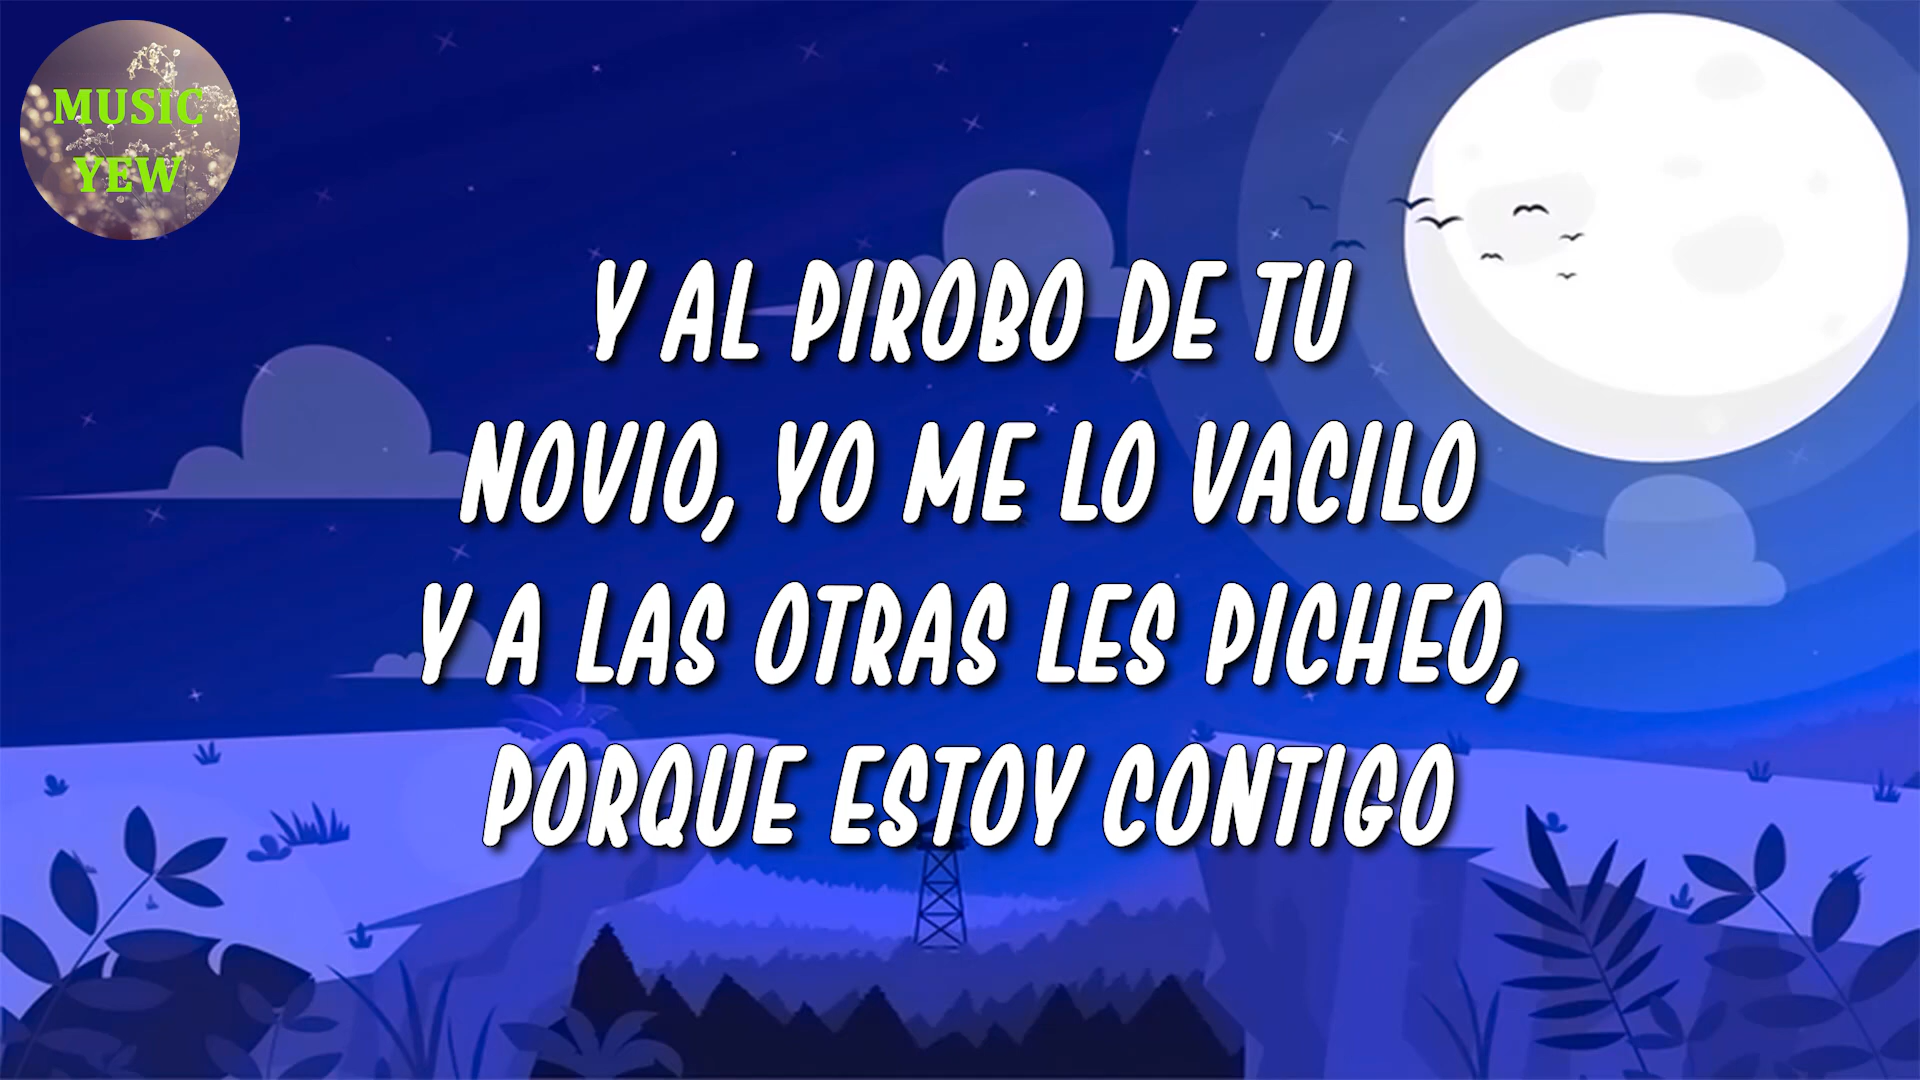 MUSIC
YEW
Y AL PIROBO DE TU
NOVIO, YO ME LO VACILO
Y A LAS OTRAS LES PICHEO,
PORQUE ESTOY CONTIGO